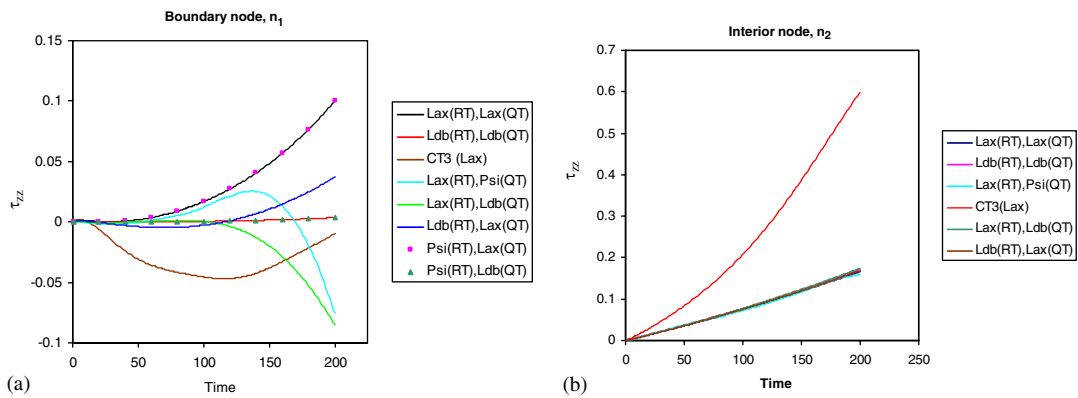 Boundary node, n1
0.15
0.1
0.05
0
-0.05
-0.1
τzz
0
50
100
150
200
Time
(a)
Lax(RT),Lax(QT)
Ldb(RT),Ldb(QT)
CT3 (Lax)
Lax(RT),Psi(QT)
Lax(RT),Ldb(QT)
Ldb(RT),Lax(QT)
Psi(RT),Lax(QT)
Psi(RT),Ldb(QT)
Interior node, n2
0.7
0.6
0.5
0.4
0.3
0.2
0.1
0
τzz
0
50
100
150
200
250
Time
(b)
Lax(RT),Lax(QT)
Ldb(RT),Ldb(QT)
Lax(RT),Psi(QT)
CT3(Lax)
Lax(RT),Ldb(QT)
Ldb(RT),Lax(QT)